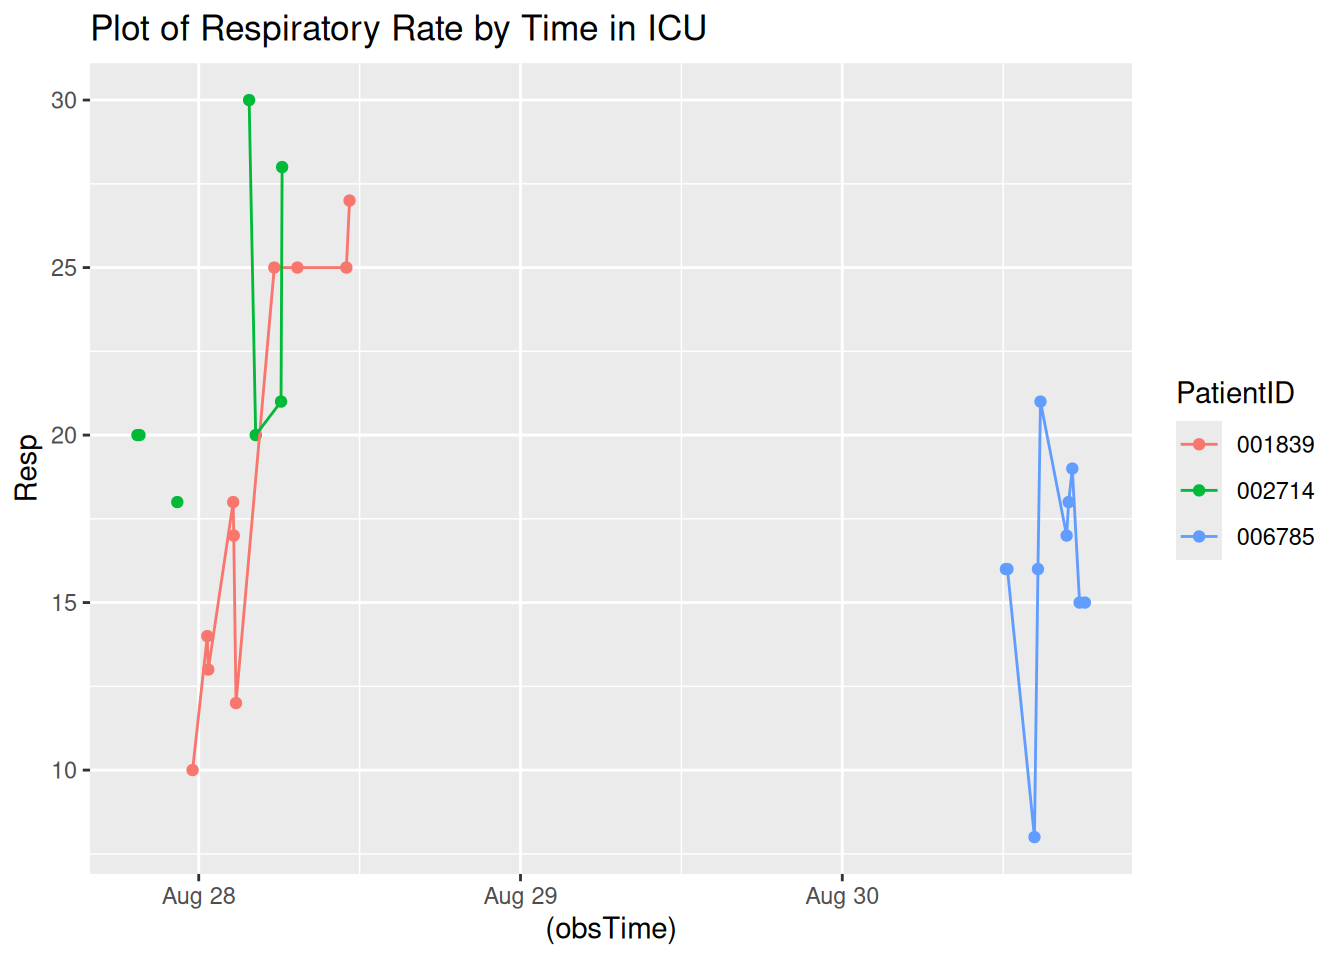 Plot of Respiratory Rate by Time in ICU
30
25
20
15
10
Resp
Aug 28
Aug 29
Aug 30
(obsTime)
PatientID
001839
002714
006785